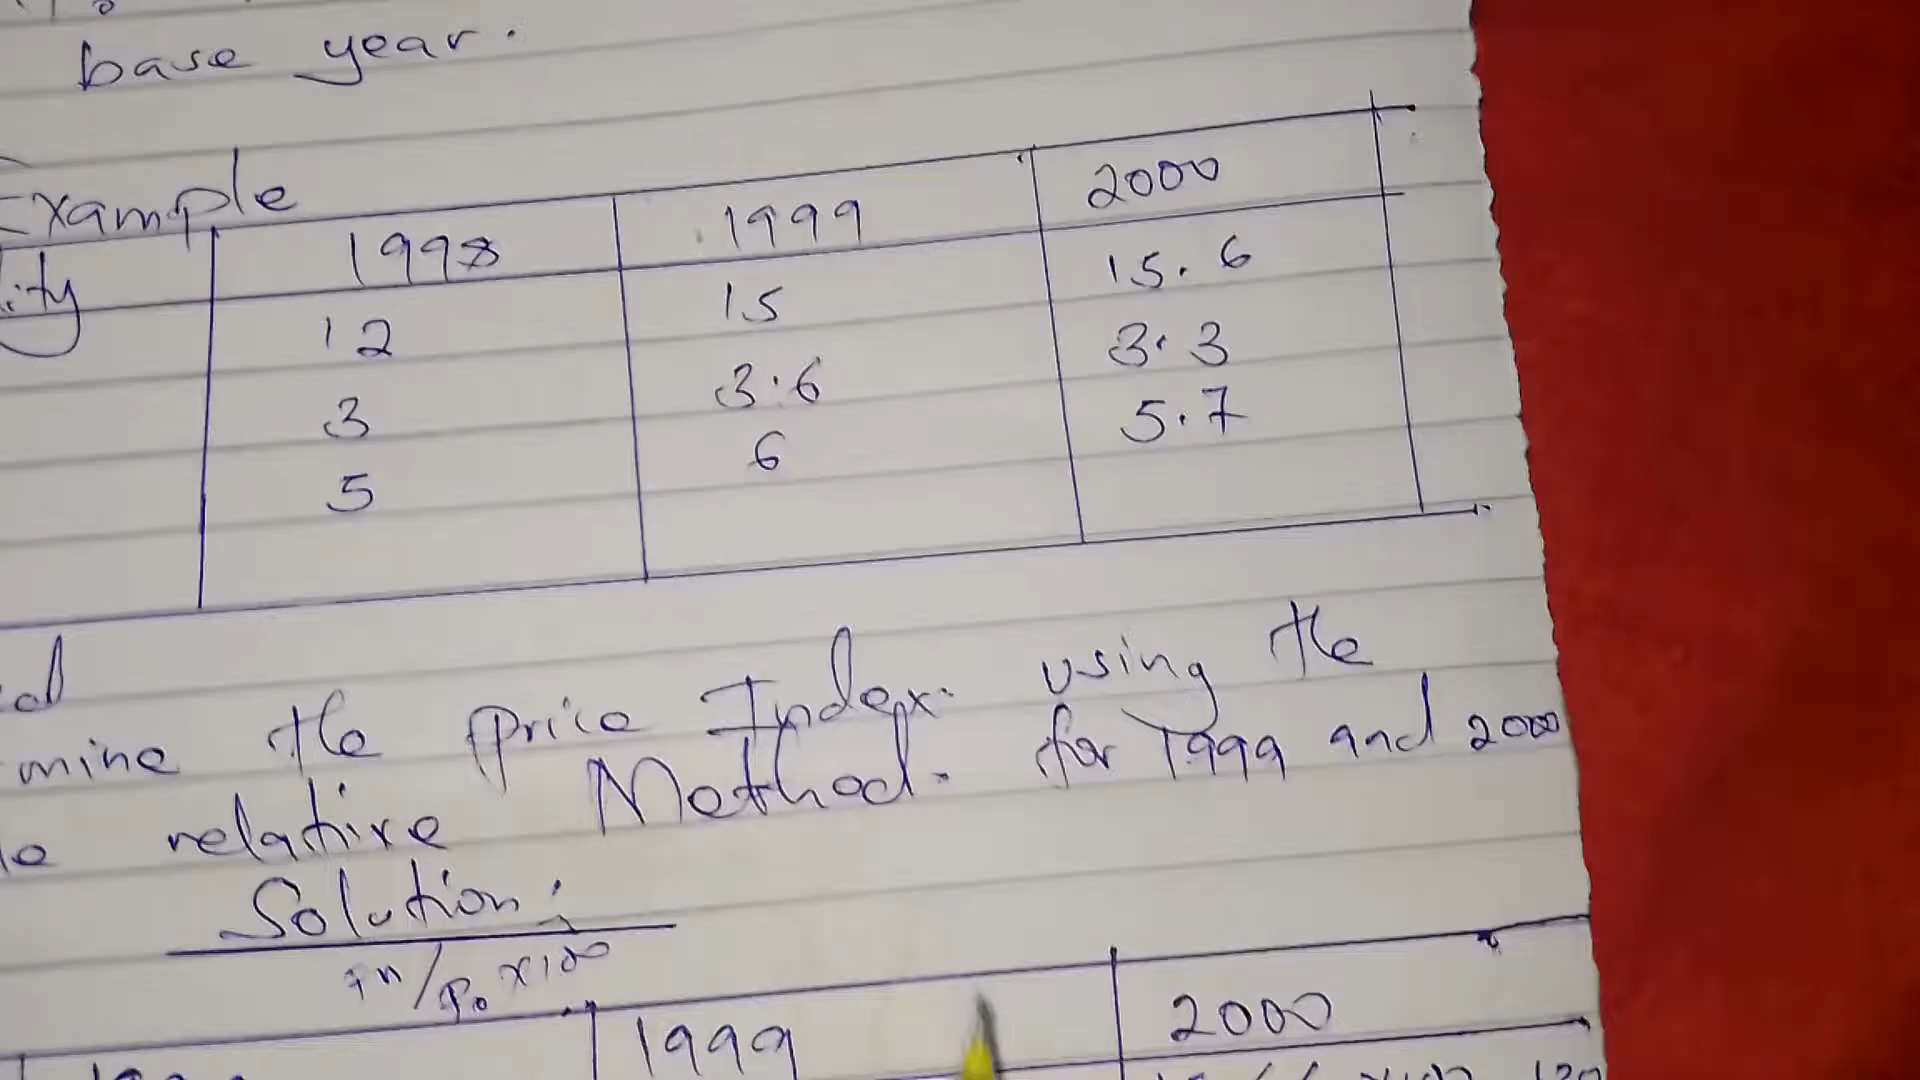 base year.
Example
1998 1999 2000
12 15 15.6
3 3.6 3.3
5 6 5.7
mine the price Index using the
relative Method. for 1999 and 2000
Solution:
Pn/Po x100
1999 2000